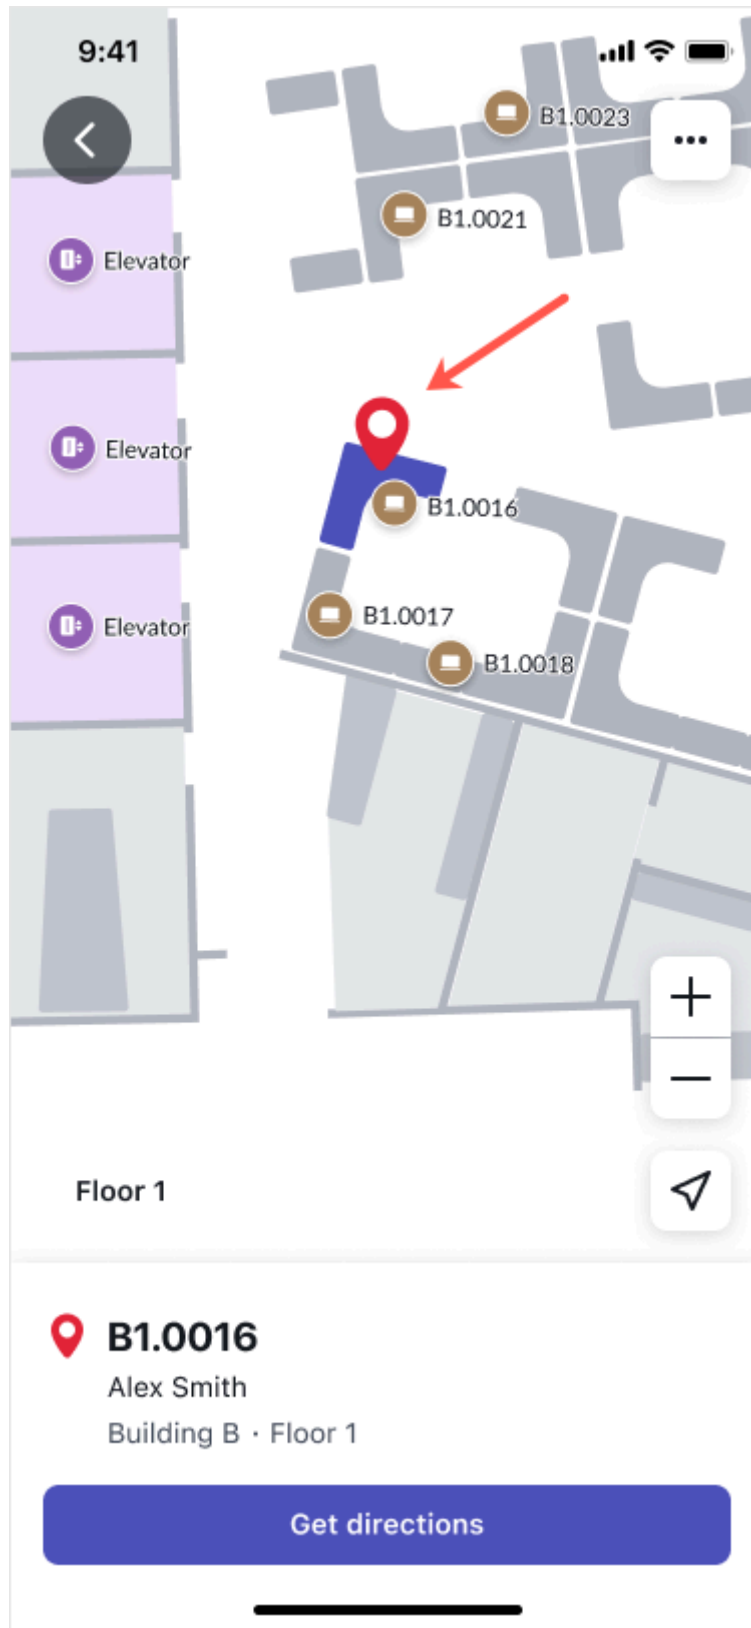 9:41
B1.0023
B1.0021
Elevator
Elevator
B1.0016
B1.0017
Elevator
B1.0018
Floor 1
B1.0016
Alex Smith
Building B · Floor 1
Get directions